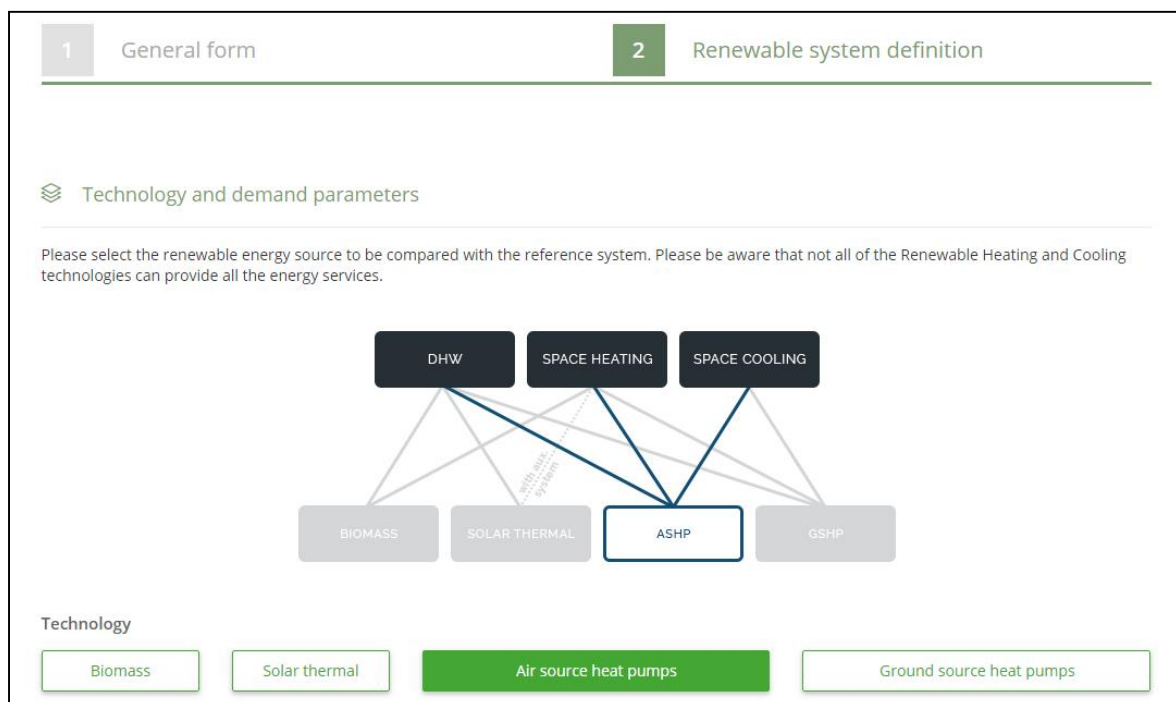 1 General form 2 Renewable system definition
Technology and demand parameters
Please select the renewable energy source to be compared with the reference system. Please be aware that not all of the Renewable Heating and Cooling
technologies can provide all the energy services.
DHW SPACE HEATING SPACE COOLING
with aux.
system
BIOMASS SOLAR THERMAL ASHP GSHP
Technology
Biomass Solar thermal Air source heat pumps Ground source heat pumps